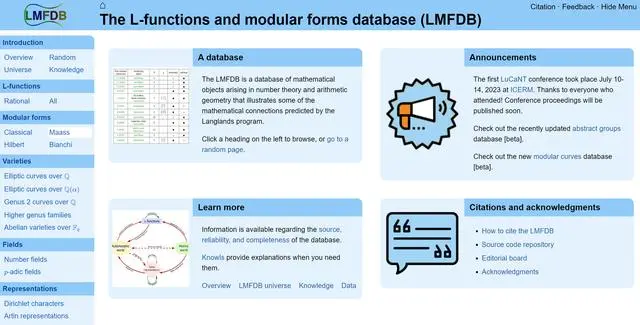 LMFDB
⌂
Citation · Feedback · Hide Menu
The L-functions and modular forms database (LMFDB)
Introduction
Overview Random
Universe Knowledge
L-functions
Rational All
Modular forms
Classical Maass
Hilbert Bianchi
Varieties
Elliptic curves over ℚ
Elliptic curves over ℚ(α)
Genus 2 curves over ℚ
Higher genus families
Abelian varieties over 𝔽q
Fields
Number fields
p-adic fields
Representations
Dirichlet characters
Artin representations
A database
The LMFDB is a database of mathematical
objects arising in number theory and arithmetic
geometry that illustrates some of the
mathematical connections predicted by the
Langlands program.
Click a heading on the left to browse, or go to a
random page.
Announcements
The first LuCaNT conference took place July 10-
14, 2023 at ICERM. Thanks to everyone who
attended! Conference proceedings will be
published soon.
Check out the recently updated abstract groups
database [beta].
Check out the new modular curves database
[beta].
Learn more
Information is available regarding the source,
reliability, and completeness of the database.
Knowls provide explanations when you need
them.
Overview LMFDB universe Knowledge Data
Citations and acknowledgments
• How to cite the LMFDB
• Source code repository
• Editorial board
• Acknowledgments